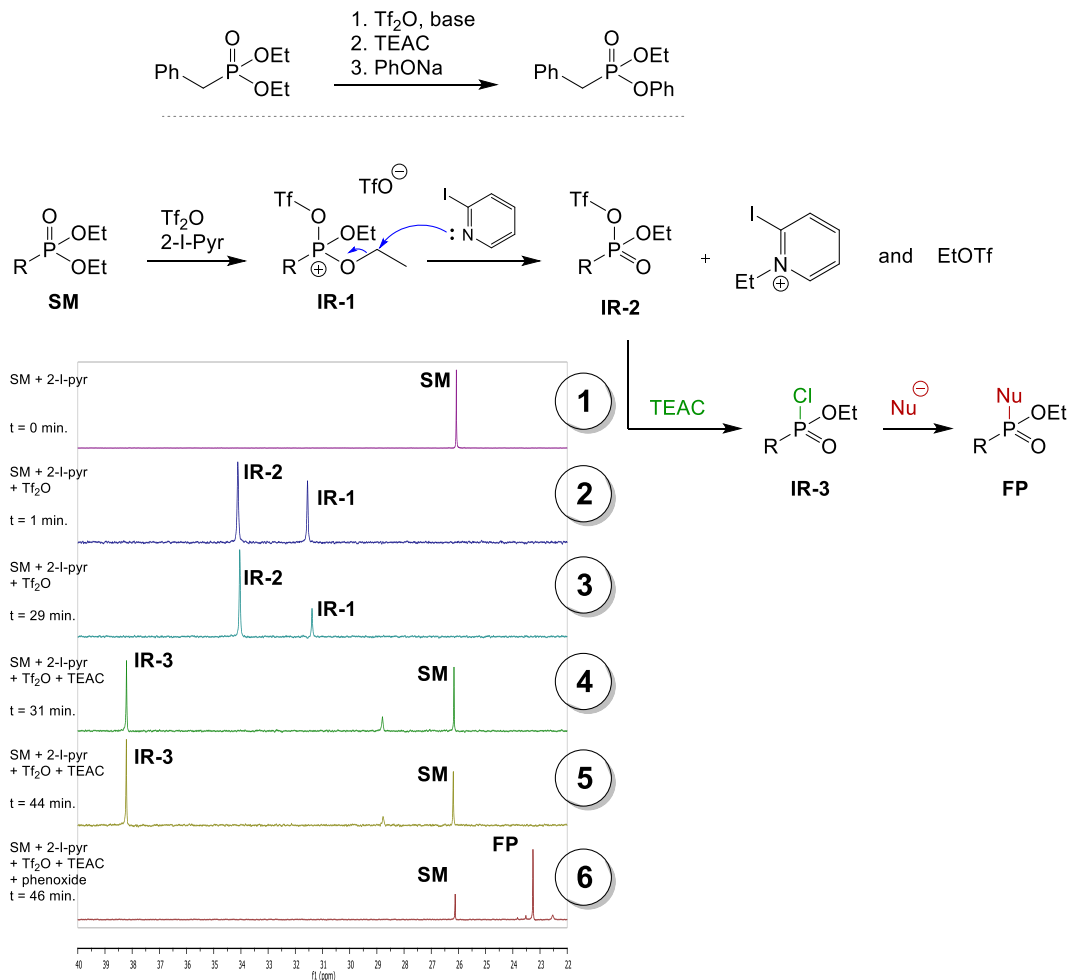 1. Tf2O, base
2. TEAC
3. PhONa
Ph
O
P
OEt
OEt
Ph
O
P
OEt
OPh
O
P
OEt
OEt
R
SM
Tf2O
2-I-Pyr
Tf
O
TfO⊖
OEt
P
O
R
⊕
IR-1
I
:N
Tf
O
OEt
P
O
R
IR-2
+
I
N
⊕
Et
and EtOTf
TEAC
Cl
OEt
P
O
R
IR-3
Nu⊖
Nu
OEt
P
O
R
FP
SM + 2-I-pyr
t = 0 min.
SM
1
SM + 2-I-pyr
+ Tf2O
t = 1 min.
IR-2
IR-1
2
SM + 2-I-pyr
+ Tf2O
t = 29 min.
IR-2
IR-1
3
SM + 2-I-pyr
+ Tf2O + TEAC
t = 31 min.
IR-3
SM
4
SM + 2-I-pyr
+ Tf2O + TEAC
t = 44 min.
IR-3
SM
5
SM + 2-I-pyr
+ Tf2O + TEAC
+ phenoxide
t = 46 min.
SM
FP
6
40 39 38 37 36 35 34 33 32 31 30 29 28 27 26 25 24 23 22
f1 (ppm)